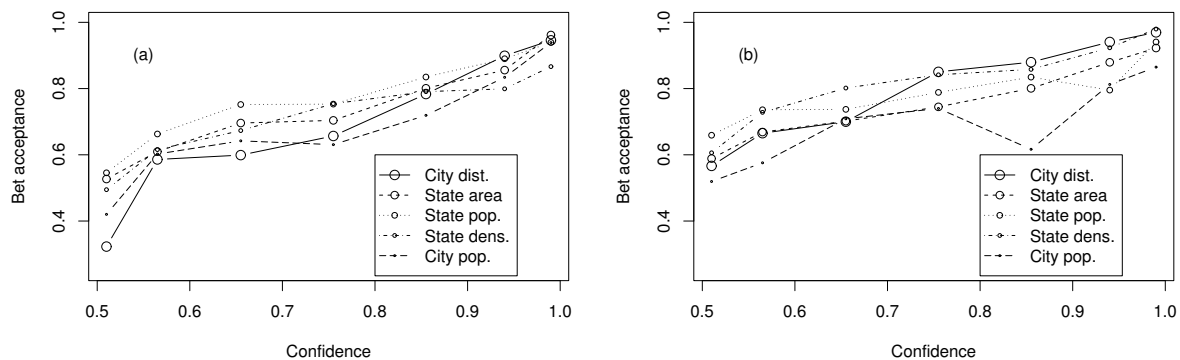 (a)
Bet acceptance
1.0
0.8
0.6
0.4
City dist.
State area
State pop.
State dens.
City pop.
0.5 0.6 0.7 0.8 0.9 1.0
Confidence
(b)
Bet acceptance
1.0
0.8
0.6
0.4
City dist.
State area
State pop.
State dens.
City pop.
0.5 0.6 0.7 0.8 0.9 1.0
Confidence